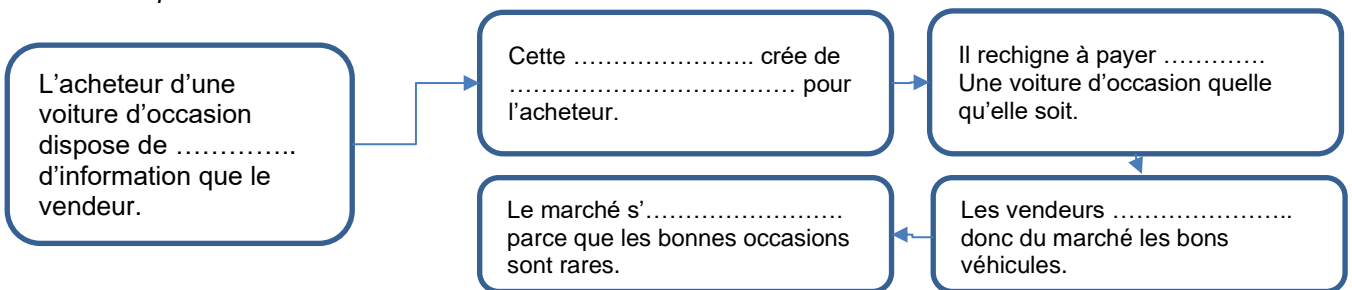 L'acheteur d'une
voiture d'occasion
dispose de …………..
d'information que le
vendeur.
Cette ………………….. crée de
……………………………… pour
l'acheteur.
Il rechigne à payer ………….
Une voiture d'occasion quelle
qu'elle soit.
Les vendeurs …………………..
donc du marché les bons
véhicules.
Le marché s'…………………….
parce que les bonnes occasions
sont rares.